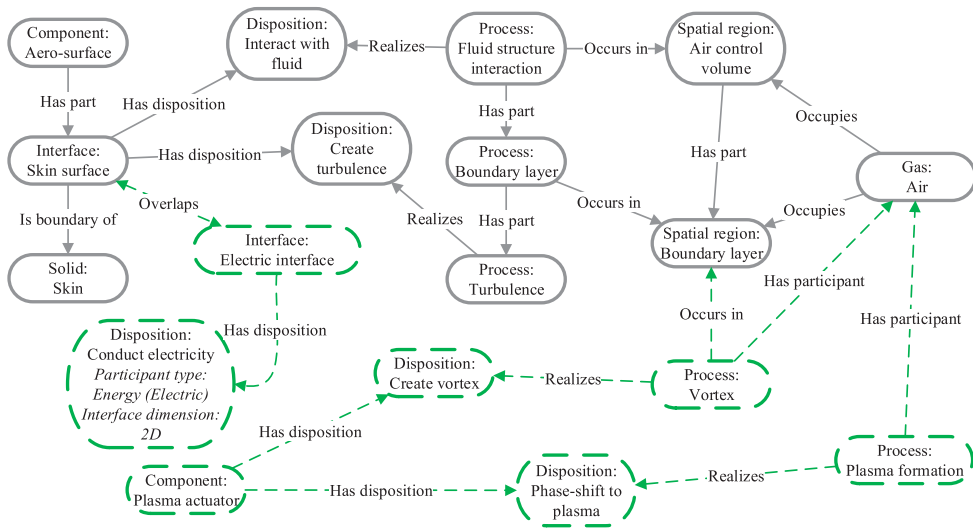 Component:
Aero-surface
Disposition:
Interact with
fluid
Realizes
Process:
Fluid structure
interaction
Occurs in
Spatial region:
Air control
volume
Has part
Has disposition
Has part
Occupies
Interface:
Skin surface
Has disposition
Disposition:
Create
turbulence
Process:
Boundary layer
Has part
Gas:
Air
Overlaps
Is boundary of
Realizes
Has part
Occurs in
Occupies
Solid:
Skin
Interface:
Electric interface
Process:
Turbulence
Spatial region:
Boundary layer
Has participant
Has disposition
Occurs in
Has participant
Disposition:
Conduct electricity
Participant type:
Energy (Electric)
Interface dimension:
2D
Disposition:
Create vortex
Realizes
Process:
Vortex
Has disposition
Component:
Plasma actuator
Has disposition
Disposition:
Phase-shift to
plasma
Realizes
Process:
Plasma formation